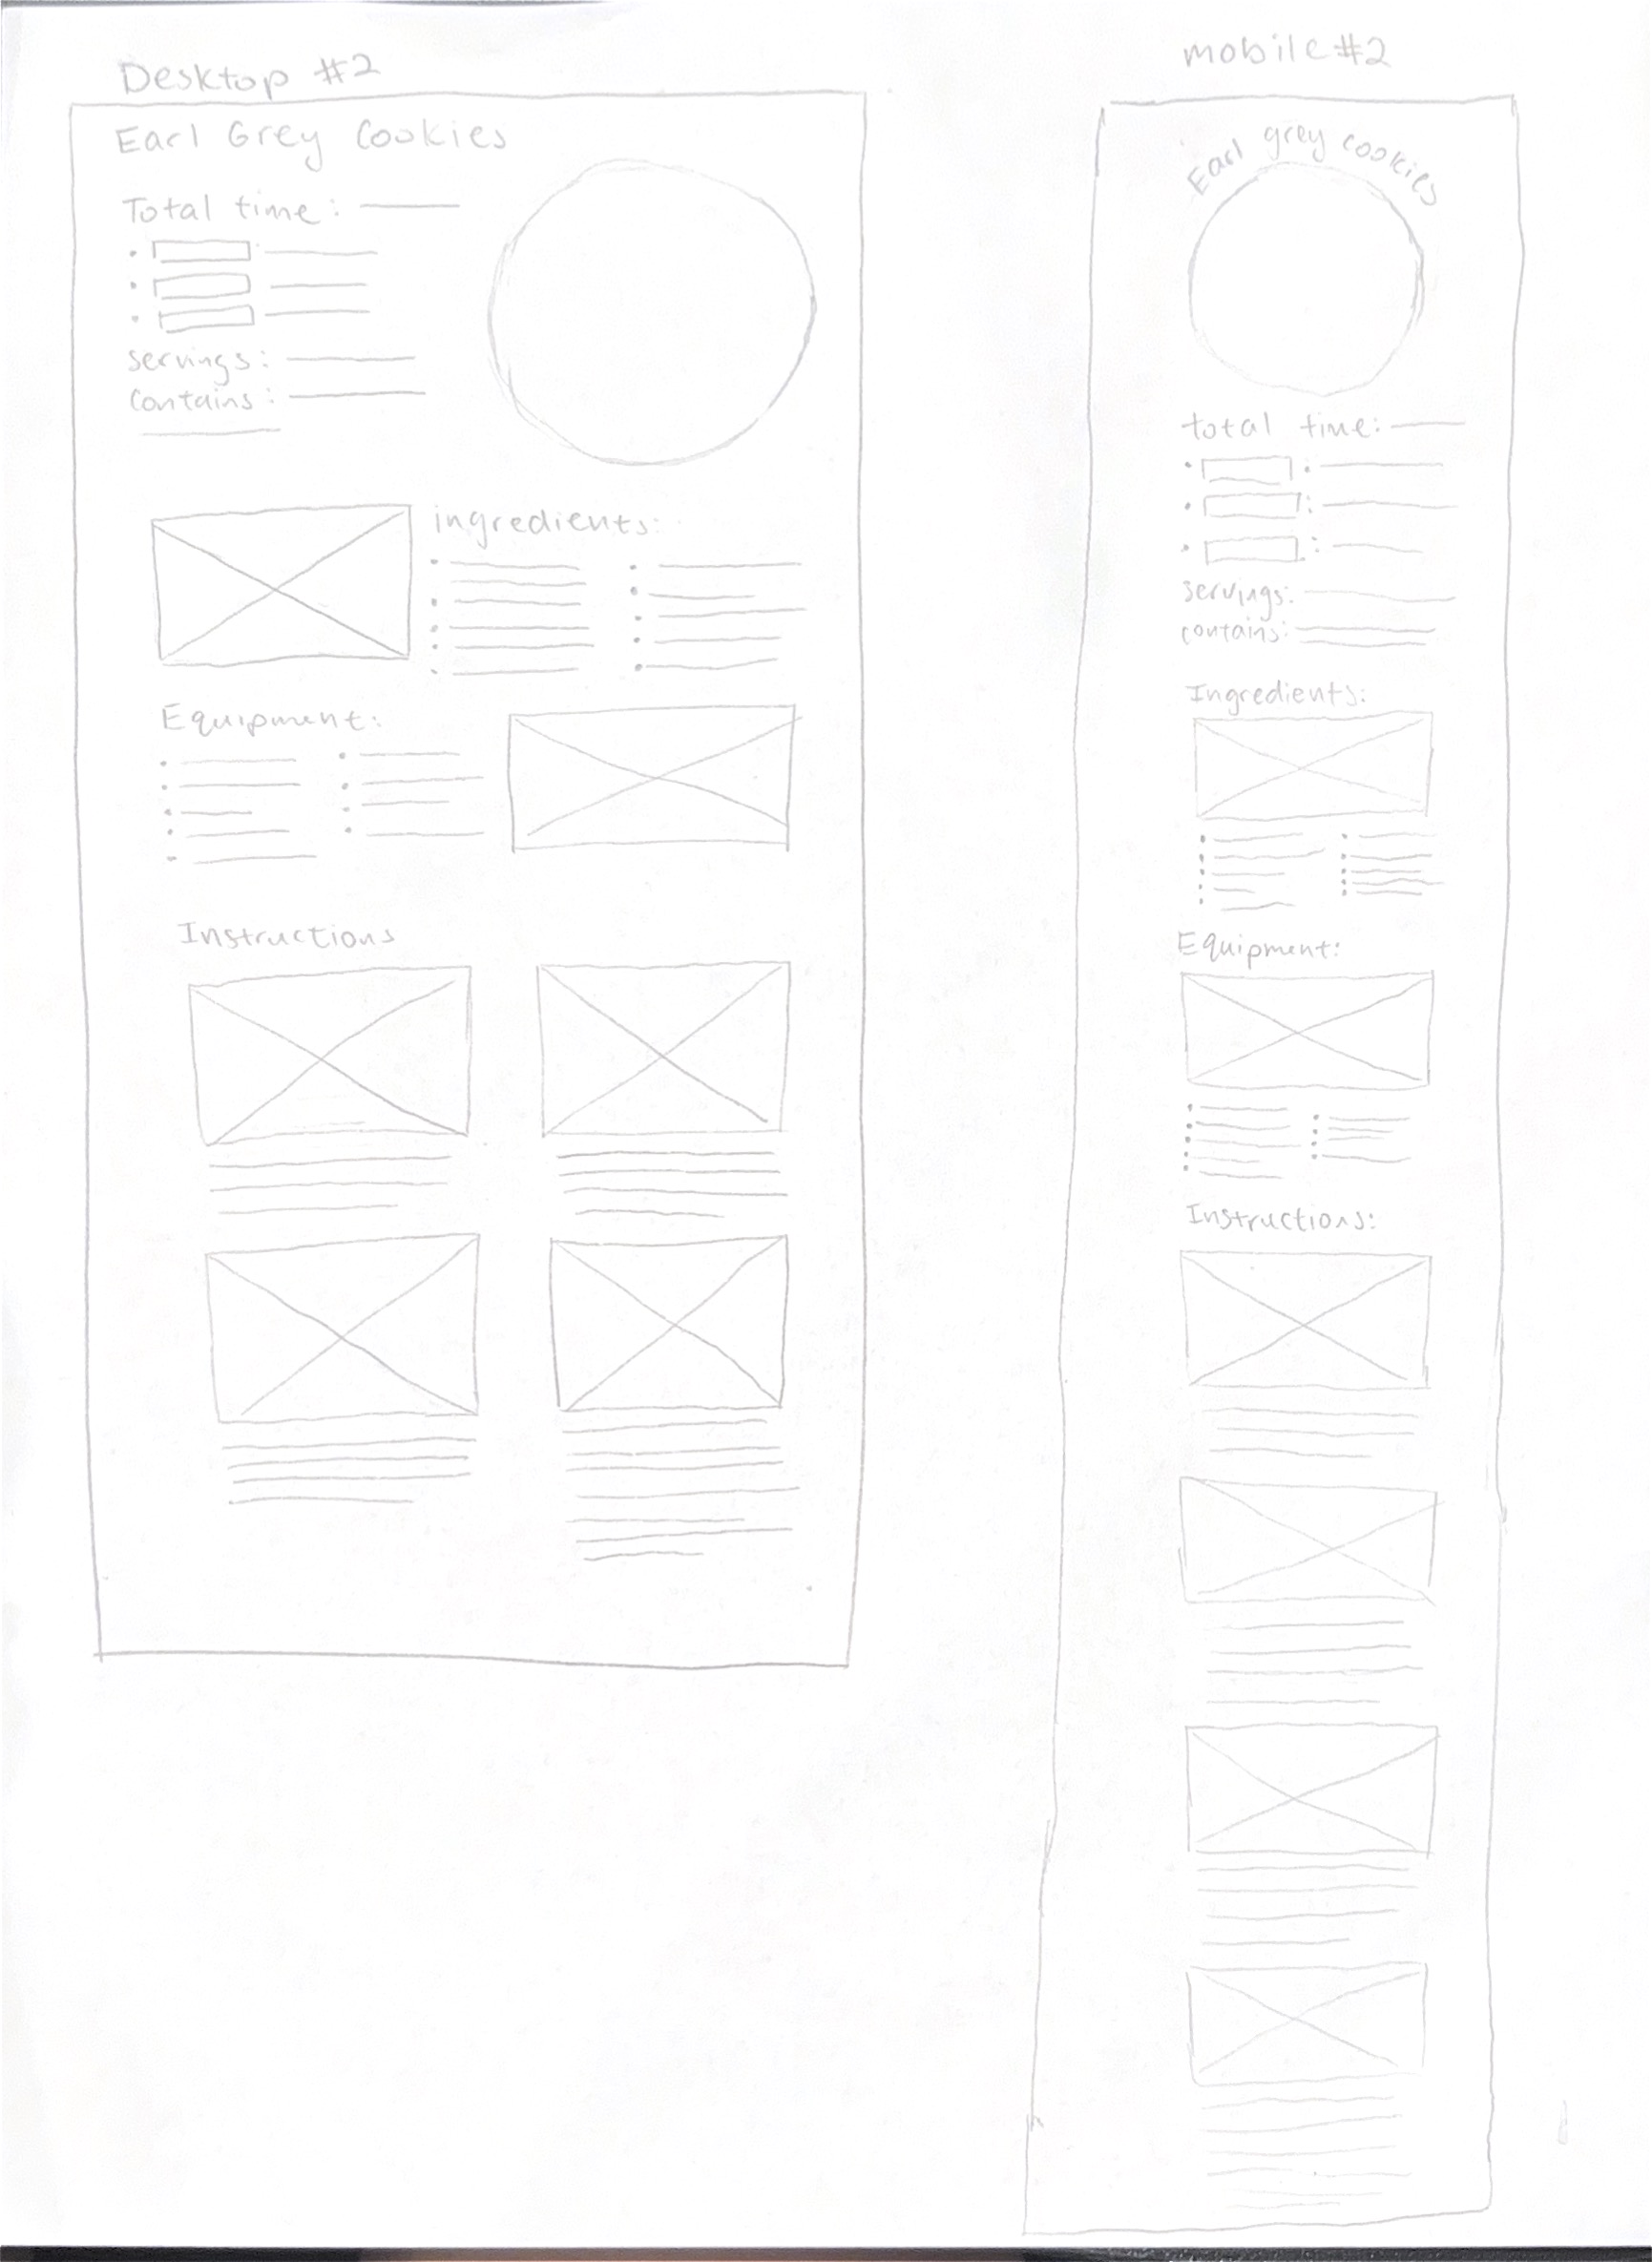 Desktop #2
Earl Grey Cookies
Total time:
servings:
Contains:
ingredients:
Equipment:
Instructions
mobile #2
Earl grey cookies
total time:
servings:
contains:
Ingredients:
Equipment:
Instructions: